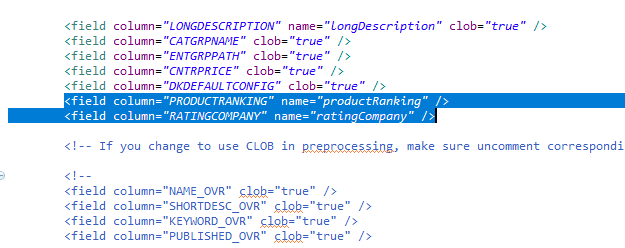 <field column="LONGDESCRIPTION" name="longDescription" clob="true" />
<field column="CATGRPNAME" clob="true" />
<field column="ENTGRPPATH" clob="true" />
<field column="CNTRPRICE" clob="true" />
<field column="DKDEFAULTCONFIG" clob="true" />
<field column="PRODUCTRANKING" name="productRanking" />
<field column="RATINGCOMPANY" name="ratingCompany" />
<!-- If you change to use CLOB in preprocessing, make sure uncomment correspondi
<!--
<field column="NAME_OVR" clob="true" />
<field column="SHORTDESC_OVR" clob="true" />
<field column="KEYWORD_OVR" clob="true" />
<field column="PUBLISHED_OVR" clob="true" />